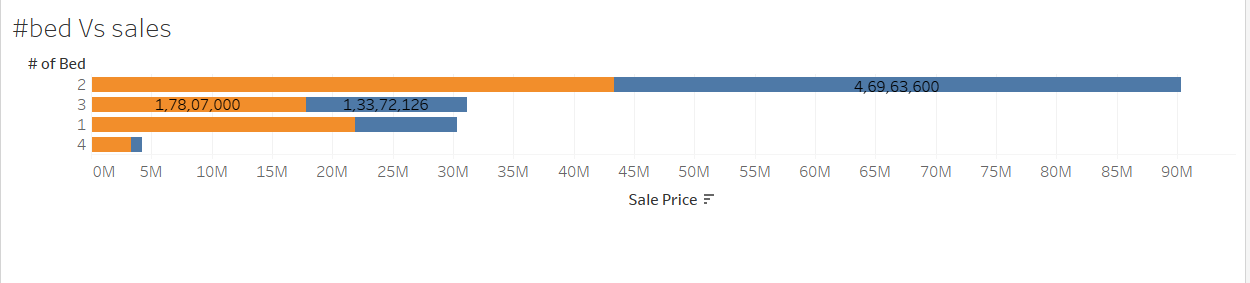 #bed Vs sales
# of Bed
2 4,69,63,600
3 1,78,07,000 1,33,72,126
1
4
0M 5M 10M 15M 20M 25M 30M 35M 40M 45M 50M 55M 60M 65M 70M 75M 80M 85M 90M
Sale Price